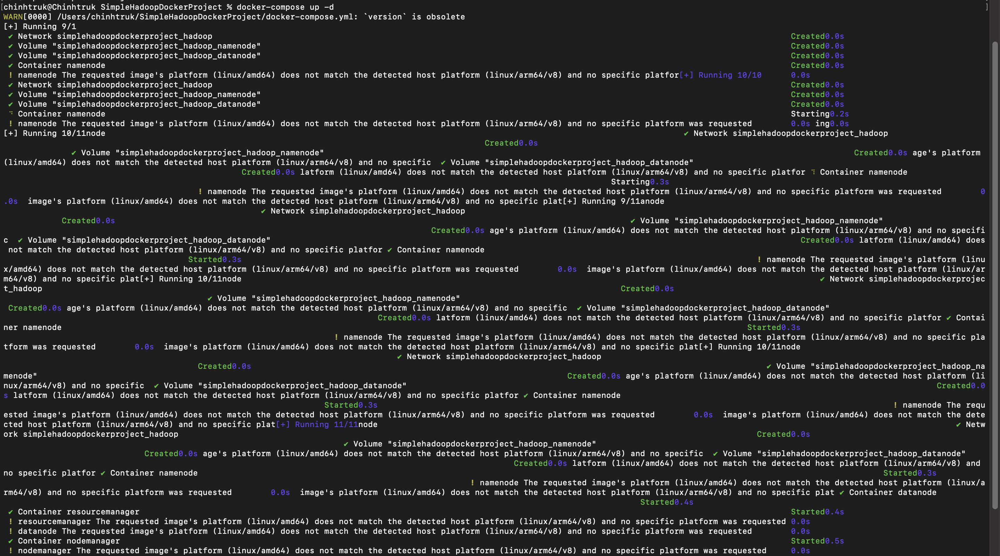 [chinhtruk@Chinhtruk SimpleHadoopDockerProject % docker-compose up -d ]
WARN[0000] /Users/chinhtruk/SimpleHadoopDockerProject/docker-compose.yml: `version` is obsolete
[+] Running 9/1
✔ Network simplehadoopdockerproject_hadoop Created0.0s
✔ Volume "simplehadoopdockerproject_hadoop_namenode" Created0.0s
✔ Volume "simplehadoopdockerproject_hadoop_datanode" Created0.0s
✔ Container namenode Created0.0s
! namenode The requested image's platform (linux/amd64) does not match the detected host platform (linux/arm64/v8) and no specific platfor[+] Running 10/10 0.0s
✔ Network simplehadoopdockerproject_hadoop Created0.0s
✔ Volume "simplehadoopdockerproject_hadoop_namenode" Created0.0s
✔ Volume "simplehadoopdockerproject_hadoop_datanode" Created0.0s
⠙ Container namenode Starting0.2s
! namenode The requested image's platform (linux/amd64) does not match the detected host platform (linux/arm64/v8) and no specific platform was requested 0.0s ing0.0s
[+] Running 10/11node ✔ Network simplehadoopdockerproject_hadoop
Created0.0s
✔ Volume "simplehadoopdockerproject_hadoop_namenode" Created0.0s age's platform
(linux/amd64) does not match the detected host platform (linux/arm64/v8) and no specific ✔ Volume "simplehadoopdockerproject_hadoop_datanode"
Created0.0s latform (linux/amd64) does not match the detected host platform (linux/arm64/v8) and no specific platfor ⠹ Container namenode
Starting0.3s
! namenode The requested image's platform (linux/amd64) does not match the detected host platform (linux/arm64/v8) and no specific platform was requested 0
.0s image's platform (linux/amd64) does not match the detected host platform (linux/arm64/v8) and no specific plat[+] Running 9/11anode
✔ Network simplehadoopdockerproject_hadoop
Created0.0s ✔ Volume "simplehadoopdockerproject_hadoop_namenode"
Created0.0s age's platform (linux/amd64) does not match the detected host platform (linux/arm64/v8) and no specifi
c ✔ Volume "simplehadoopdockerproject_hadoop_datanode" Created0.0s latform (linux/amd64) does
not match the detected host platform (linux/arm64/v8) and no specific platfor ✔ Container namenode
Started0.3s ! namenode The requested image's platform (linu
x/amd64) does not match the detected host platform (linux/arm64/v8) and no specific platform was requested 0.0s image's platform (linux/amd64) does not match the detected host platform (linux/ar
m64/v8) and no specific plat[+] Running 10/11node ✔ Network simplehadoopdockerprojec
t_hadoop Created0.0s
✔ Volume "simplehadoopdockerproject_hadoop_namenode"
Created0.0s age's platform (linux/amd64) does not match the detected host platform (linux/arm64/v8) and no specific ✔ Volume "simplehadoopdockerproject_hadoop_datanode"
Created0.0s latform (linux/amd64) does not match the detected host platform (linux/arm64/v8) and no specific platfor ✔ Contai
ner namenode Started0.3s
! namenode The requested image's platform (linux/amd64) does not match the detected host platform (linux/arm64/v8) and no specific pla
tform was requested 0.0s image's platform (linux/amd64) does not match the detected host platform (linux/arm64/v8) and no specific plat[+] Running 10/11node
✔ Network simplehadoopdockerproject_hadoop
Created0.0s ✔ Volume "simplehadoopdockerproject_hadoop_na
menode" Created0.0s age's platform (linux/amd64) does not match the detected host platform (li
nux/arm64/v8) and no specific ✔ Volume "simplehadoopdockerproject_hadoop_datanode" Created0.0
s latform (linux/amd64) does not match the detected host platform (linux/arm64/v8) and no specific platfor ✔ Container namenode
Started0.3s ! namenode The requ
ested image's platform (linux/amd64) does not match the detected host platform (linux/arm64/v8) and no specific platform was requested 0.0s image's platform (linux/amd64) does not match the dete
cted host platform (linux/arm64/v8) and no specific plat[+] Running 11/11node ✔ Netw
ork simplehadoopdockerproject_hadoop Created0.0s
✔ Volume "simplehadoopdockerproject_hadoop_namenode"
Created0.0s age's platform (linux/amd64) does not match the detected host platform (linux/arm64/v8) and no specific ✔ Volume "simplehadoopdockerproject_hadoop_datanode"
Created0.0s latform (linux/amd64) does not match the detected host platform (linux/arm64/v8) and
no specific platfor ✔ Container namenode Started0.3s
! namenode The requested image's platform (linux/amd64) does not match the detected host platform (linux/a
rm64/v8) and no specific platform was requested 0.0s image's platform (linux/amd64) does not match the detected host platform (linux/arm64/v8) and no specific plat ✔ Container datanode
Started0.4s
✔ Container resourcemanager Started0.4s
! resourcemanager The requested image's platform (linux/amd64) does not match the detected host platform (linux/arm64/v8) and no specific platform was requested 0.0s
! datanode The requested image's platform (linux/amd64) does not match the detected host platform (linux/arm64/v8) and no specific platform was requested 0.0s
✔ Container nodemanager Started0.5s
! nodemanager The requested image's platform (linux/amd64) does not match the detected host platform (linux/arm64/v8) and no specific platform was requested 0.0s